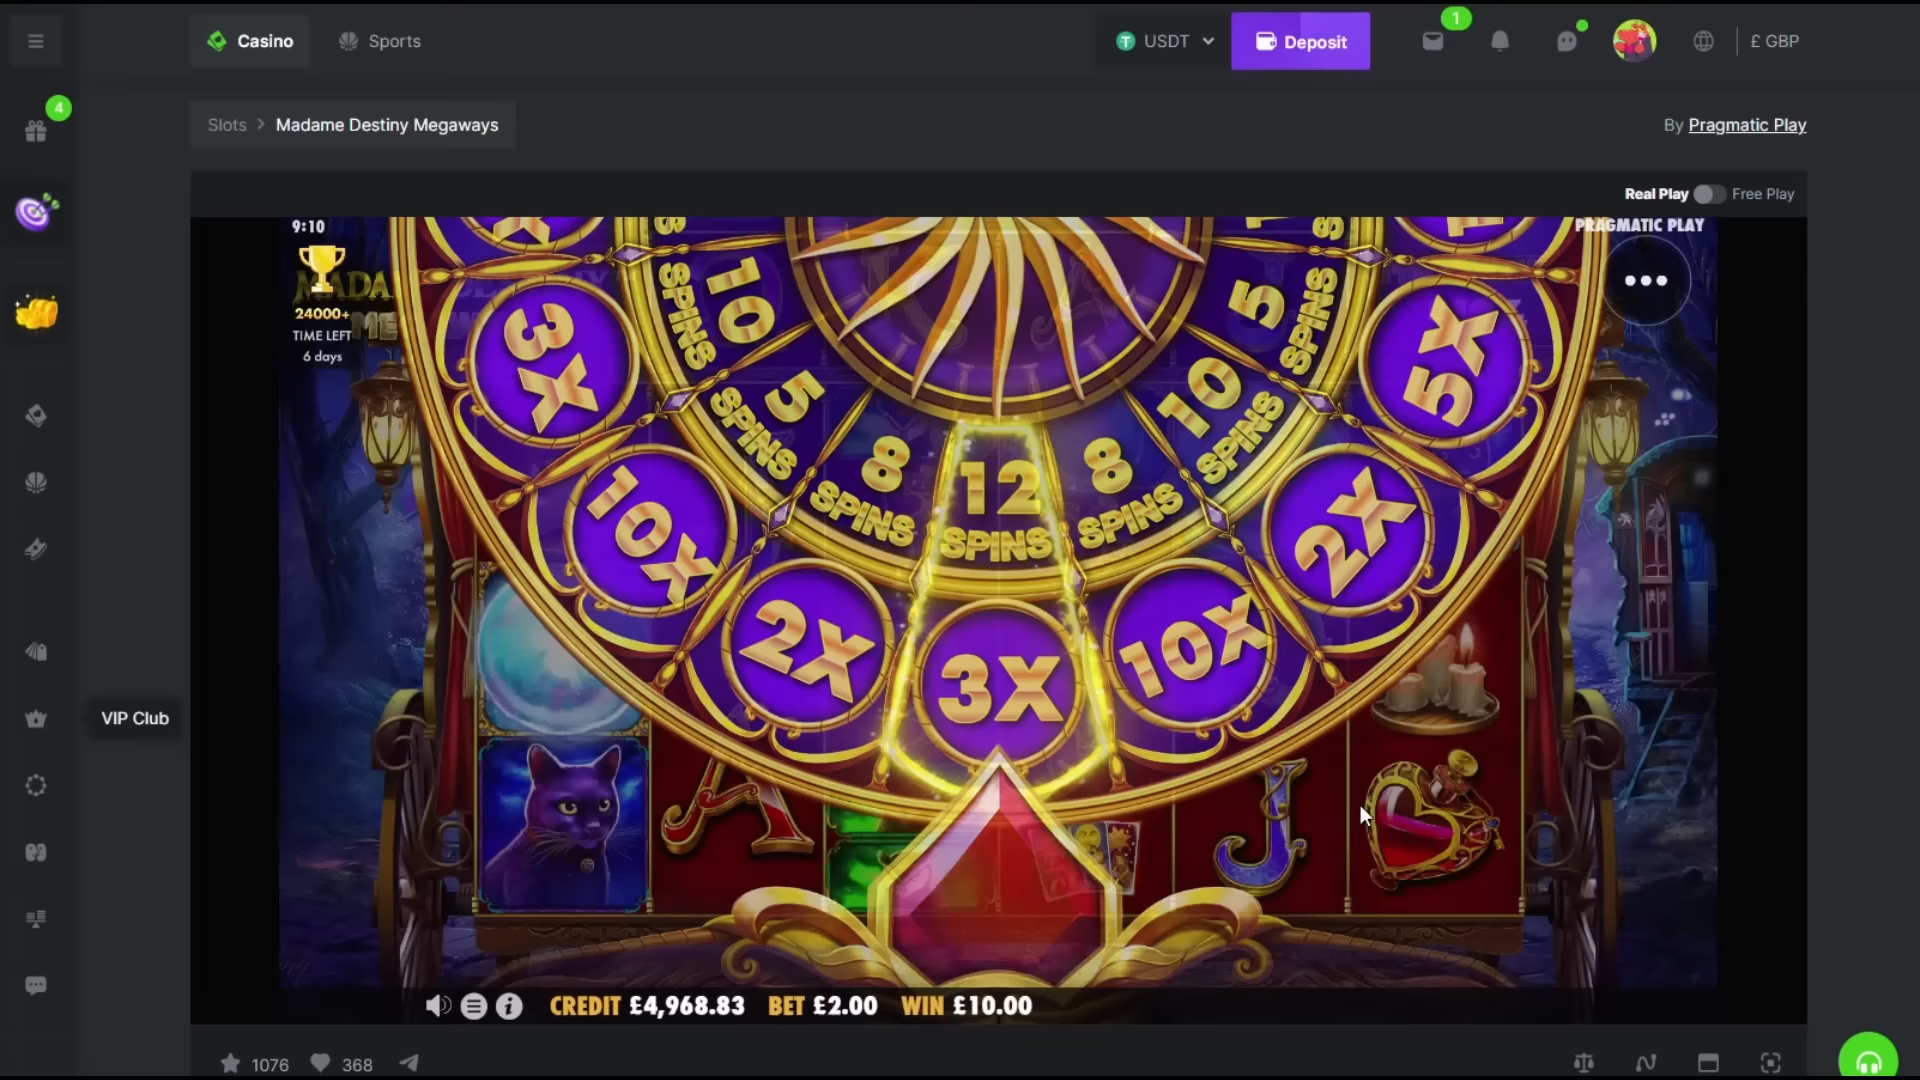 Casino
Sports
USDT
Deposit
1
£ GBP
4
Slots > Madame Destiny Megaways
By Pragmatic Play
Real Play
Free Play
9:10
PRAGMATIC PLAY
MADA
24000+
ME
TIME LEFT
6 days
10 SPINS
5 SPINS
3X
5X
5 SPINS
10 SPINS
8 SPINS
12 SPINS
8 SPINS
10X
2X
2X
3X
10X
VIP Club
A
J
CREDIT £4,968.83 BET £2.00 WIN £10.00
1076
368